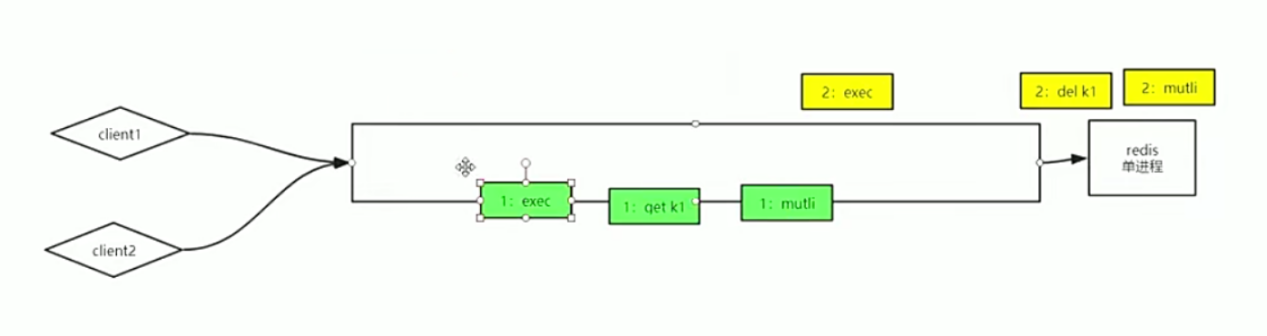 2：exec
2：del k1
2：mutli
client1
redis
单进程
1：exec
1：get k1
1：mutli
client2